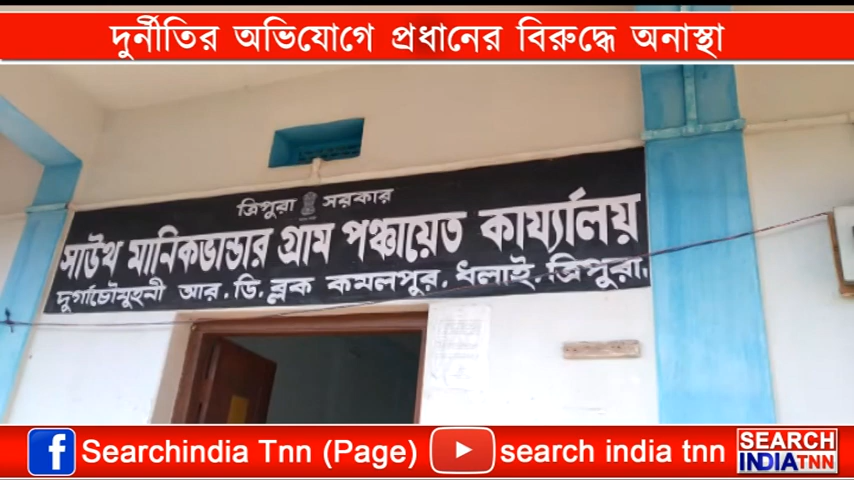 দুর্নীতির অভিযোগে প্রধানের বিরুদ্ধে অনাস্থা
ত্রিপুরা সরকার
সাউথ মানিকভান্ডার গ্রাম পঞ্চায়েত কার্য্যালয়
দুর্গাচৌমুহনী আর. ডি. ব্লক কমলপুর. ধলাই. ত্রিপুরা.
Searchindia Tnn (Page) search india tnn
SEARCH
INDIATNN